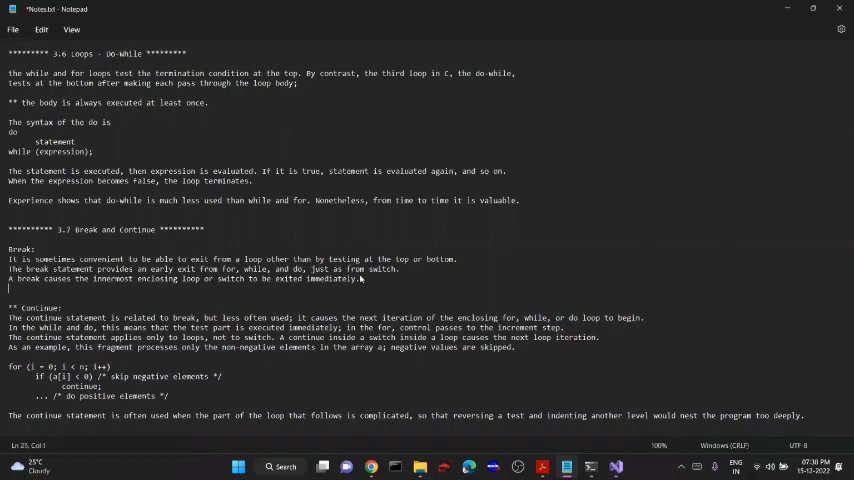 *Notes.txt - Notepad
File Edit View
********* 3.6 Loops - Do-While *********
the while and for loops test the termination condition at the top. By contrast, the third loop in C, the do-while,
tests at the bottom after making each pass through the loop body;
** the body is always executed at least once.
The syntax of the do is
do
statement
while (expression);
The statement is executed, then expression is evaluated. If it is true, statement is evaluated again, and so on.
When the expression becomes false, the loop terminates.
Experience shows that do-while is much less used than while and for. Nonetheless, from time to time it is valuable.
********** 3.7 Break and Continue **********
Break:
It is sometimes convenient to be able to exit from a loop other than by testing at the top or bottom.
The break statement provides an early exit from for, while, and do, just as from switch.
A break causes the innermost enclosing loop or switch to be exited immediately.
** Continue:
The continue statement is related to break, but less often used; it causes the next iteration of the enclosing for, while, or do loop to begin.
In the while and do, this means that the test part is executed immediately; in the for, control passes to the increment step.
The continue statement applies only to loops, not to switch. A continue inside a switch inside a loop causes the next loop iteration.
As an example, this fragment processes only the non-negative elements in the array a; negative values are skipped.
for (i = 0; i < n; i++)
if (a[i] < 0) /* skip negative elements */
continue;
... /* do positive elements */
The continue statement is often used when the part of the loop that follows is complicated, so that reversing a test and indenting another level would nest the program too deeply.
Ln 25, Col 1 100% Windows (CRLF) UTF-8
25°C
Cloudy
Search
ENG
IN
07:38 PM
15-12-2022